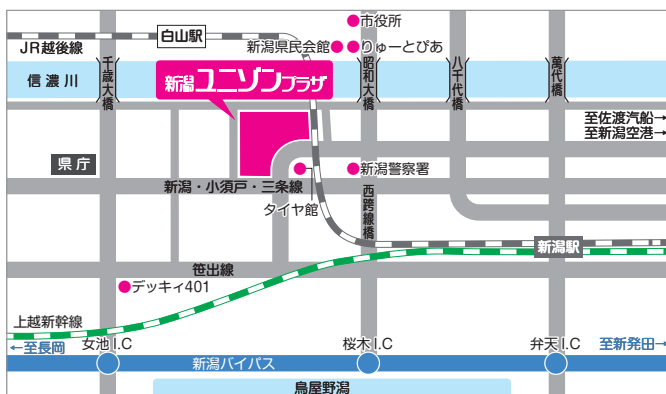 市役所
白山駅
新潟県民会館
りゅーとぴあ
JR越後線
信濃川
千歳大橋
新潟ユニゾンプラザ
昭和大橋
八千代橋
萬代橋
至佐渡汽船→
至新潟空港→
県庁
新潟警察署
新潟・小須戸・三条線
タイヤ館
西跨線橋
新潟駅
笹出線
デッキィ401
上越新幹線
←至長岡
女池I.C
桜木I.C
弁天I.C
至新発田→
新潟バイパス
鳥屋野潟